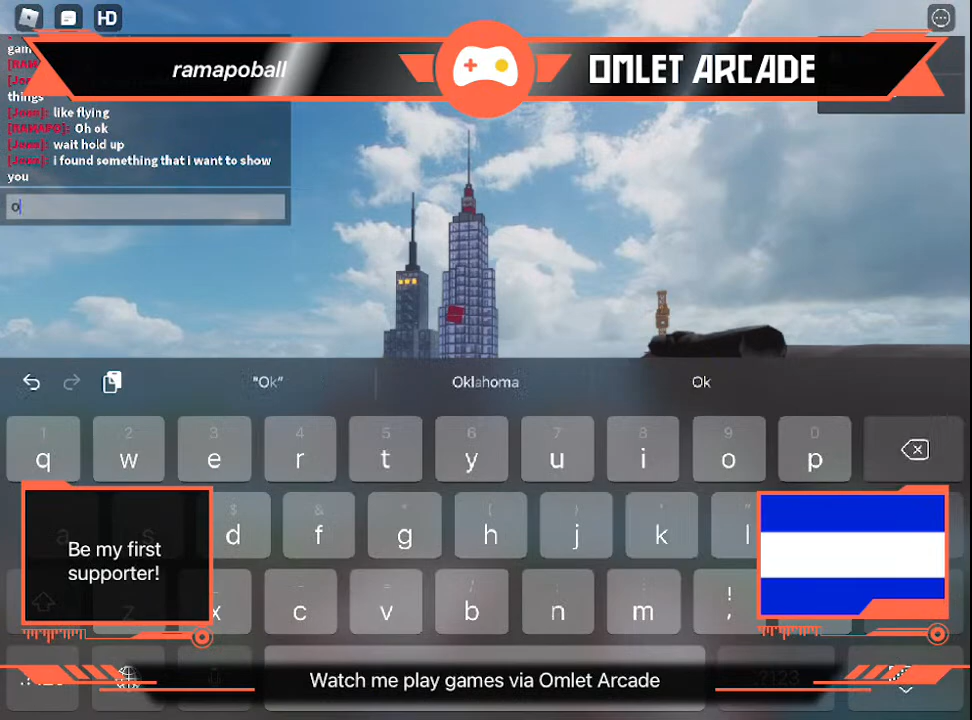 HD
ramapoball
OMLET ARCADE
things
like flying
[RAMAPO]: Oh ok
wait hold up
i found something that i want to show
you
o
"Ok"
Oklahoma
Ok
1 2 3 4 5 6 7 8 9 0
q w e r t y u i o p
a s d f g h j k l
Be my first
supporter!
z x c v b n m ! ,
Watch me play games via Omlet Arcade